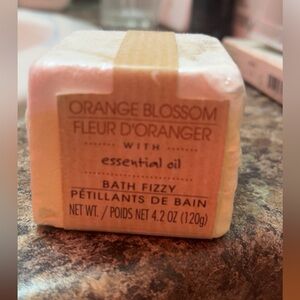 ORANGE BLOSSOM
FLEUR D'ORANGER
WITH
essential oil
BATH FIZZY
PÉTILLANTS DE BAIN
NET WT. / POIDS NET 4.2 OZ (120g)